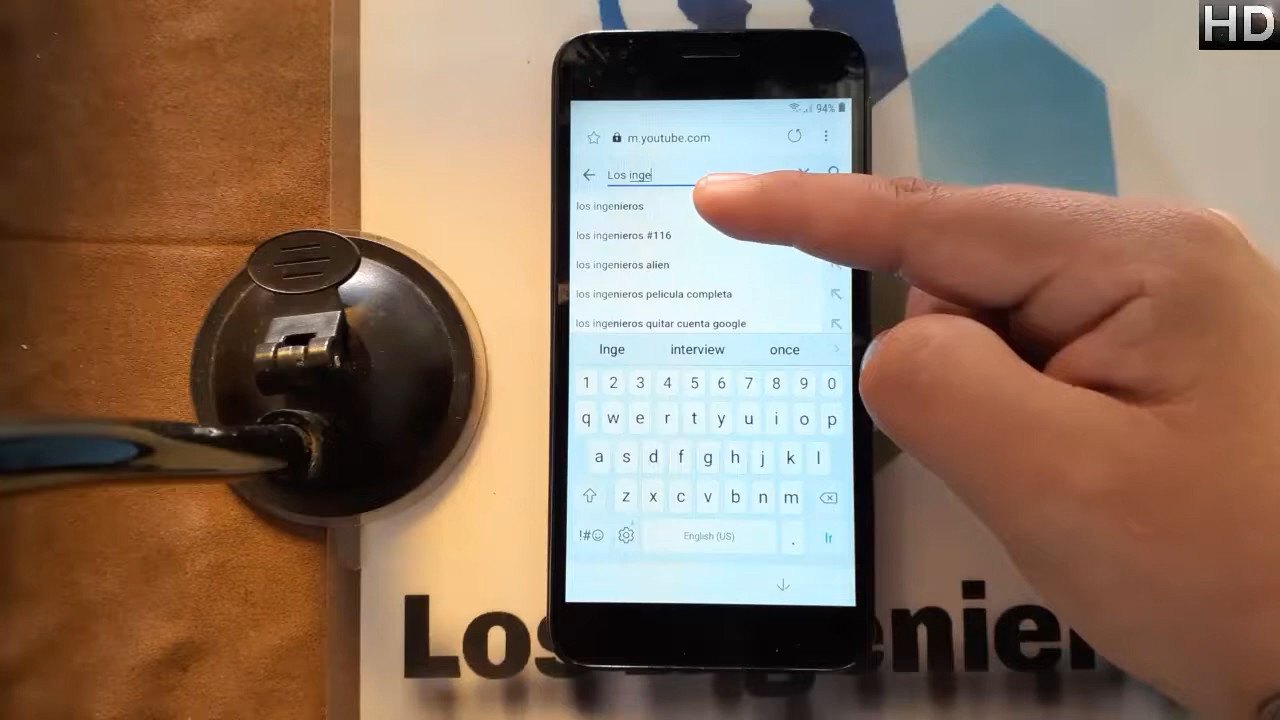 HD
94%
m.youtube.com
Los inge
los ingenieros
los ingenieros #116
los ingenieros alien
los ingenieros pelicula completa
los ingenieros quitar cuenta google
Inge interview once
1 2 3 4 5 6 7 8 9 0
q w e r t y u i o p
a s d f g h j k l
z x c v b n m
!#☺ English (US) . Ir